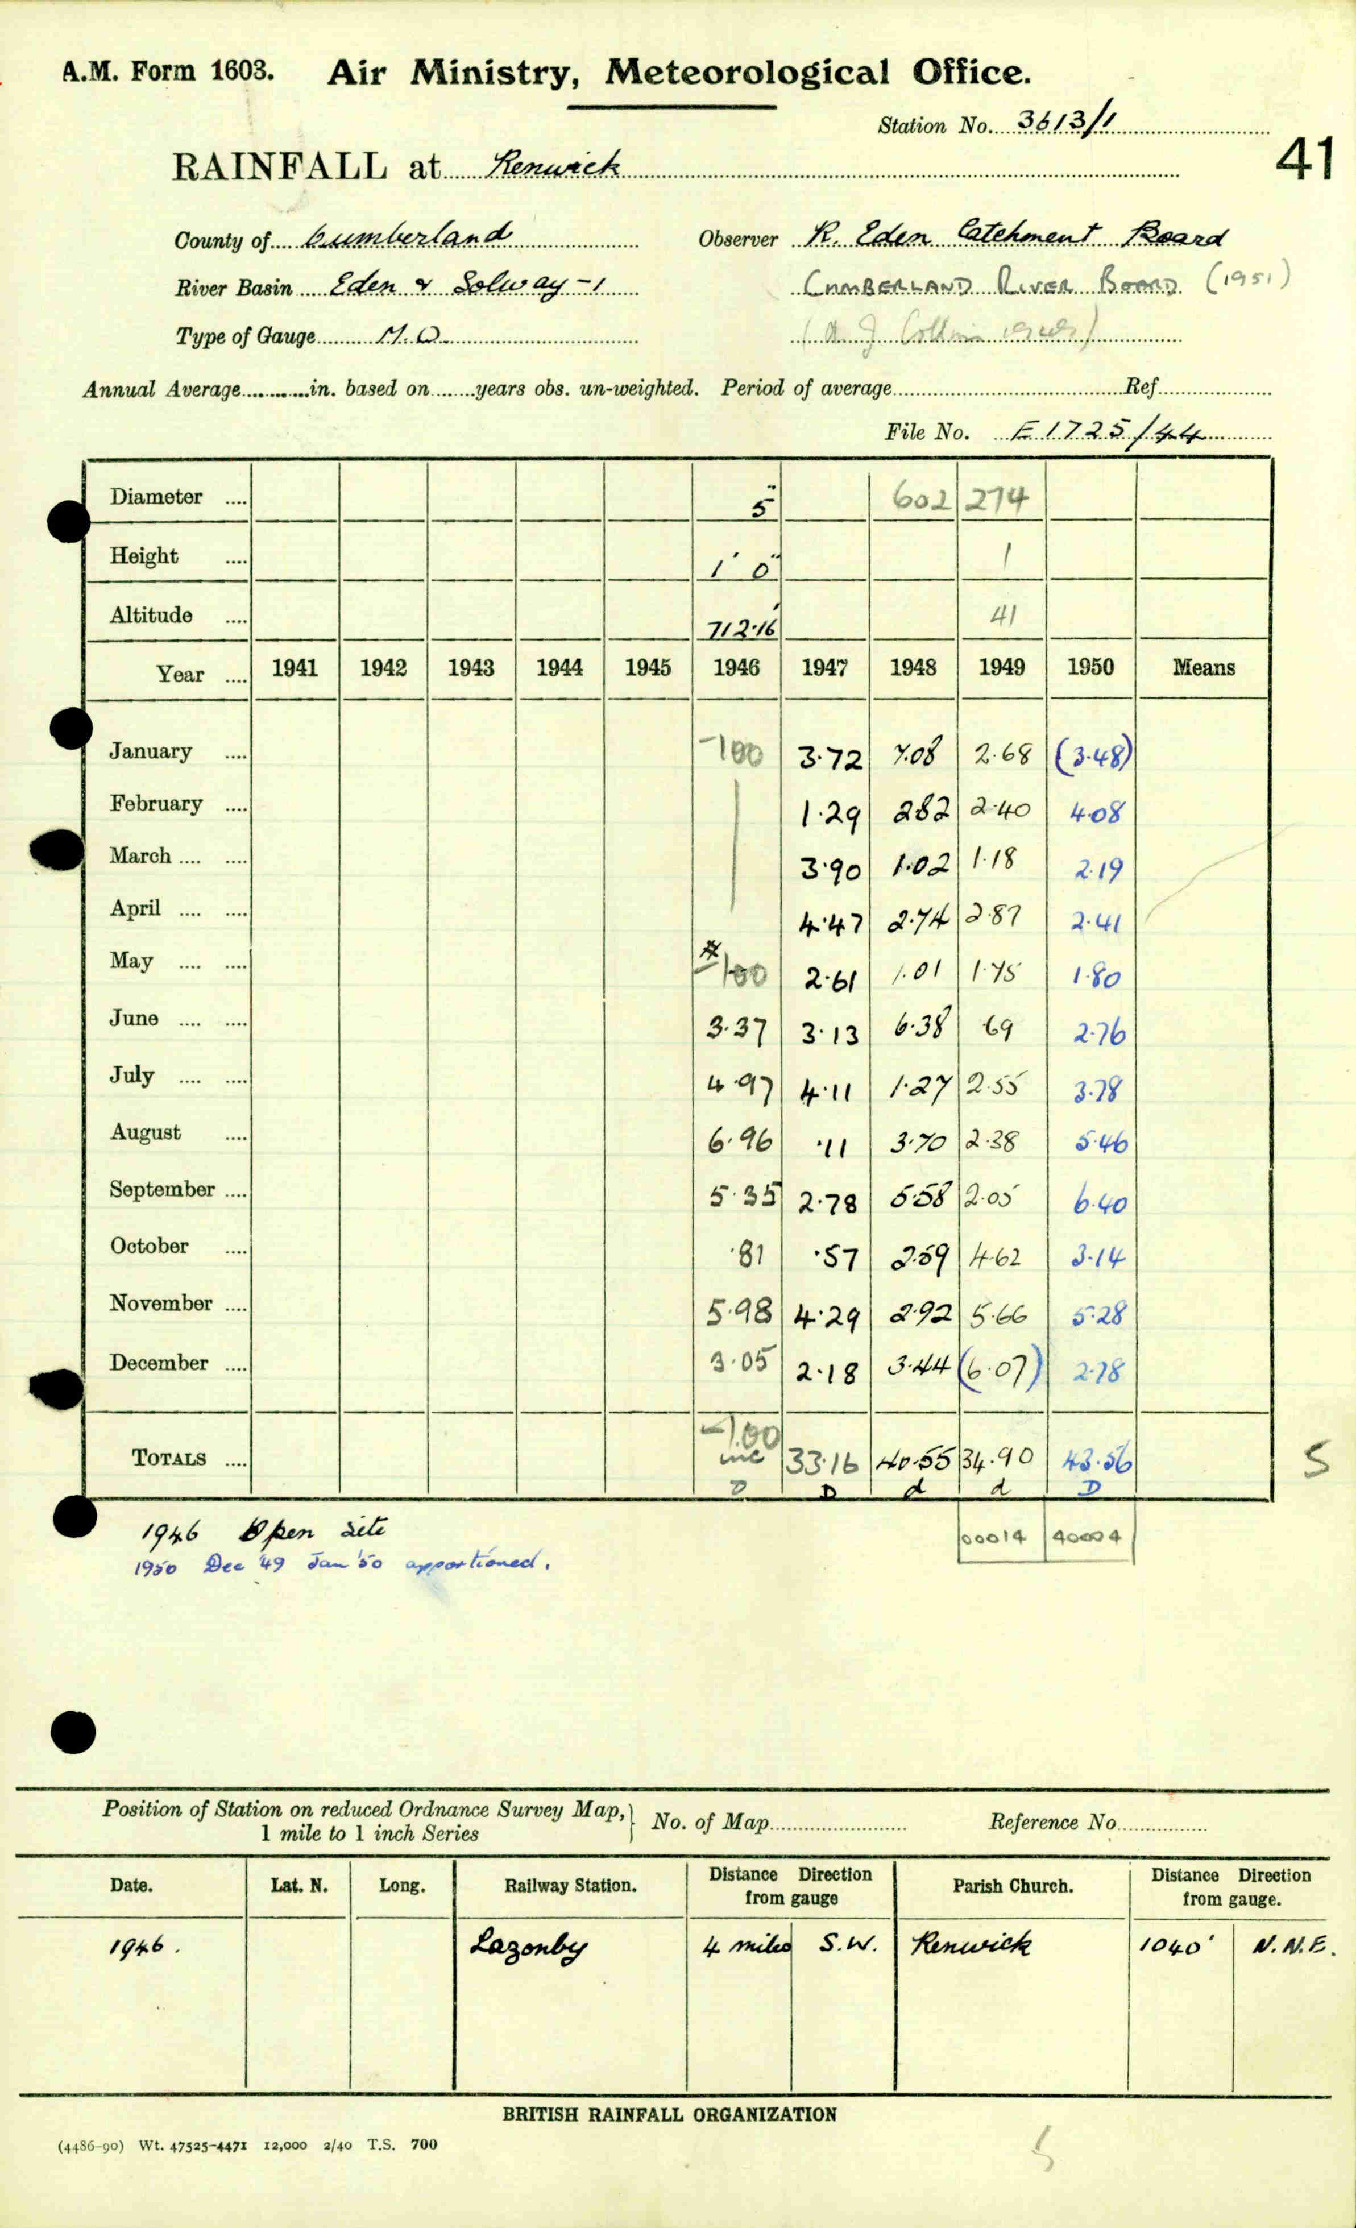 A.M. Form 1603. Air Ministry, Meteorological Office.
Station No. 3613/1
41
RAINFALL at Renwick
County of Cumberland Observer R. Eden Catchment Board
River Basin Eden & Solway -1 CUMBERLAND RIVER BOARD (1951)
Type of Gauge M.O.
Annual Average in. based on years obs. un-weighted. Period of average Ref
File No. E1725/44
Diameter 5" 602 274
Height 1' 0" 1
Altitude 712.16' 41
Year 1941 1942 1943 1944 1945 1946 1947 1948 1949 1950 Means
January -100 3.72 7.08 2.68 (3.48)
February 1.29 2.82 2.40 4.08
March 3.90 1.02 1.18 2.19
April 4.47 2.74 2.87 2.41
May * -100 2.61 1.01 1.75 1.80
June 3.37 3.13 6.38 .69 2.76
July 4.97 4.11 1.27 2.55 3.78
August 6.96 .11 3.70 2.38 5.46
September 5.35 2.78 5.58 2.05 6.40
October .81 .57 2.59 4.62 3.14
November 5.98 4.29 2.92 5.66 5.28
December 3.05 2.18 3.44 (6.07) 2.78
-1.00
TOTALS inc 33.16 40.55 34.90 43.56
D D d d D
S
1946 Open site 00014 40004
1950 Dec '49 Jan '50 apportioned.
Position of Station on reduced Ordnance Survey Map, 1 mile to 1 inch Series No. of Map Reference No
Date. Lat. N. Long. Railway Station. Distance Direction from gauge Parish Church. Distance Direction from gauge.
1946. Lazonby 4 miles S.W. Renwick 1040' N.N.E.
BRITISH RAINFALL ORGANIZATION
(4486-90) Wt. 47525-4471 12,000 2/40 T.S. 700